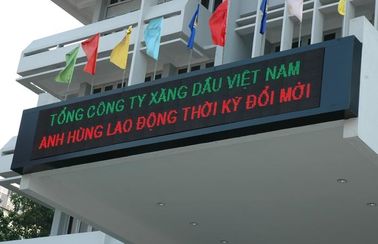 TỔNG CÔNG TY XĂNG DẦU VIỆT NAM
ANH HÙNG LAO ĐỘNG THỜI KỲ ĐỔI MỚI